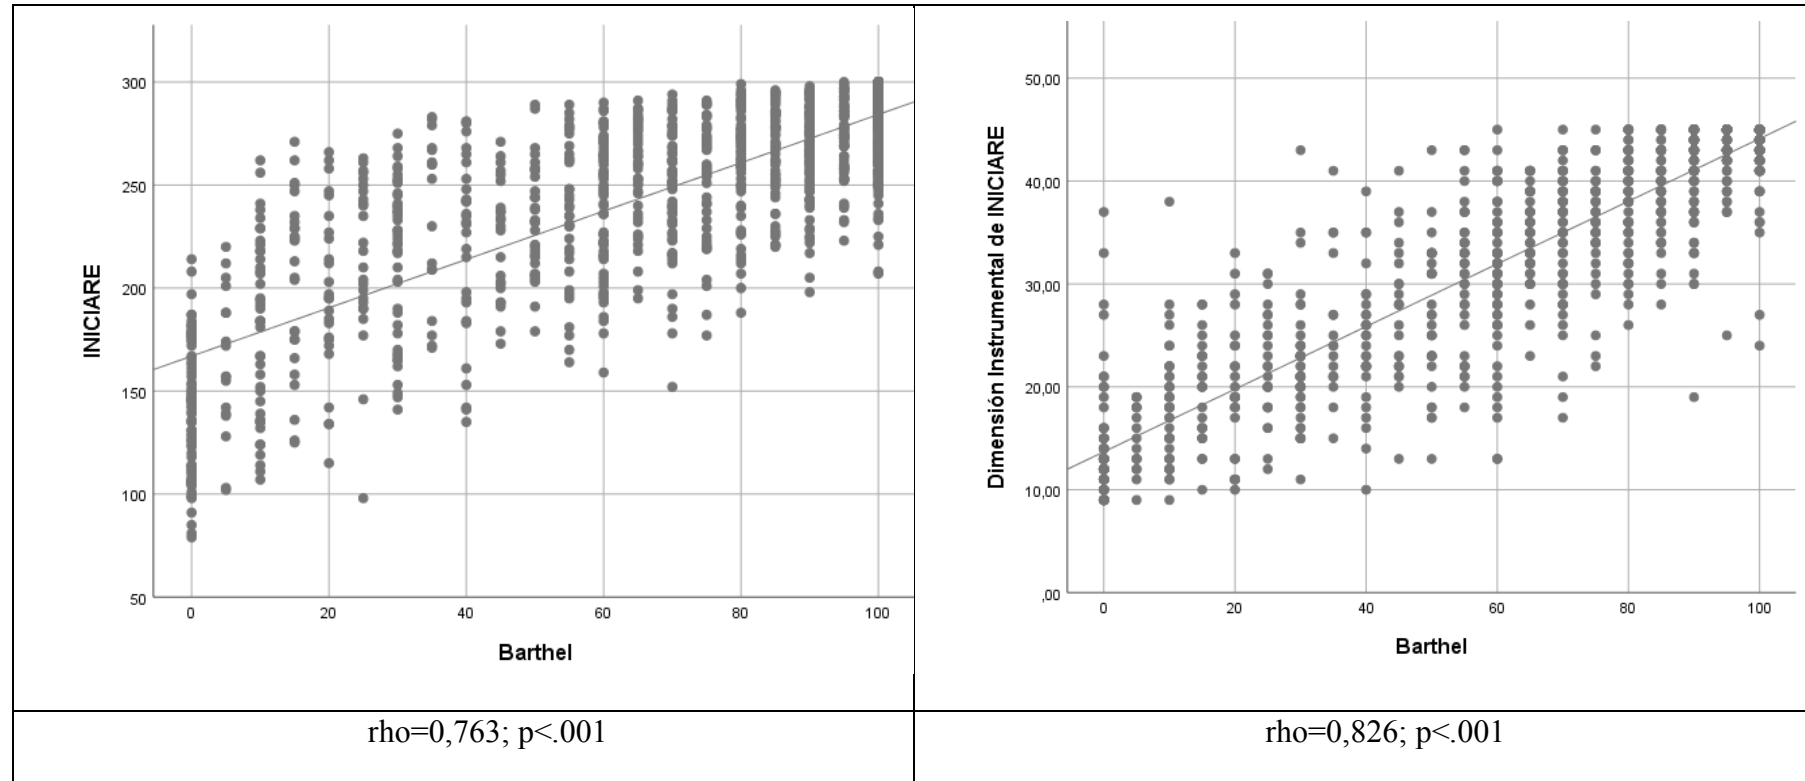 INICIARE
300
250
200
150
100
50
0 20 40 60 80 100
Barthel
rho=0,763; p<.001
Dimensión Instrumental de INICIARE
50,00
40,00
30,00
20,00
10,00
,00
0 20 40 60 80 100
Barthel
rho=0,826; p<.001